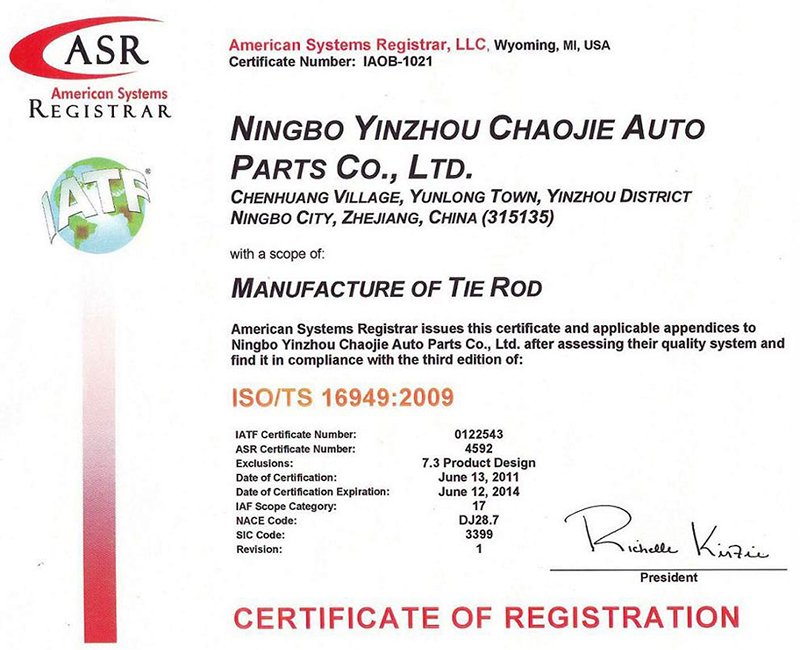 ASR
American Systems
REGISTRAR
IATF
®
American Systems Registrar, LLC, Wyoming, MI, USA
Certificate Number: IAOB-1021
NINGBO YINZHOU CHAOJIE AUTO
PARTS CO., LTD.
CHENHUANG VILLAGE, YUNLONG TOWN, YINZHOU DISTRICT
NINGBO CITY, ZHEJIANG, CHINA (315135)
with a scope of:
MANUFACTURE OF TIE ROD
American Systems Registrar issues this certificate and applicable appendices to
Ningbo Yinzhou Chaojie Auto Parts Co., Ltd. after assessing their quality system and
find it in compliance with the third edition of:
ISO/TS 16949:2009
IATF Certificate Number: 0122543
ASR Certificate Number: 4592
Exclusions: 7.3 Product Design
Date of Certification: June 13, 2011
Date of Certification Expiration: June 12, 2014
IAF Scope Category: 17
NACE Code: DJ28.7
SIC Code: 3399
Revision: 1
Richelle
President
CERTIFICATE OF REGISTRATION